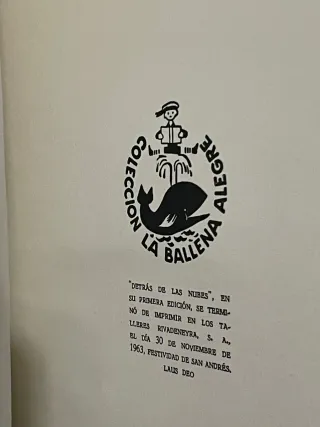 COLECCION LA BALLENA ALEGRE
"DETRÁS DE LAS NUBES", EN
SU PRIMERA EDICIÓN, SE TERMI-
NÓ DE IMPRIMIR EN LOS TA-
LLERES RIVADENEYRA, S. A.,
EL DÍA 30 DE NOVIEMBRE DE
1963, FESTIVIDAD DE SAN ANDRÉS.
LAUS DEO